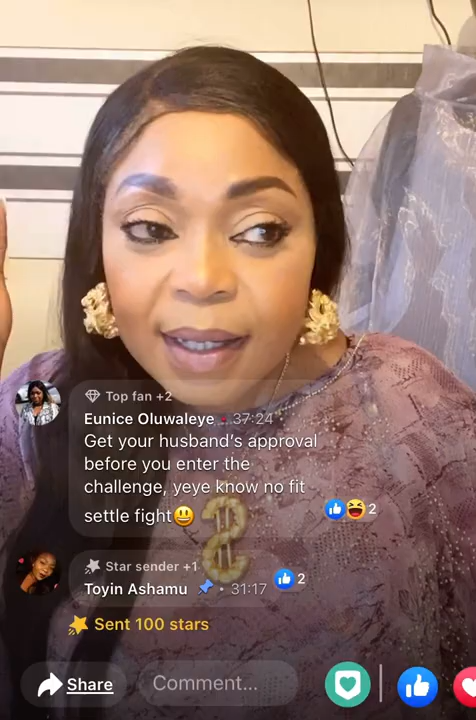 Top fan +2
Eunice Oluwaleye • 37:24
Get your husband's approval
before you enter the
challenge, yeye know no fit
settle fight😃
2
Star sender +1
Toyin Ashamu 📌 • 31:17
2
Sent 100 stars
Share
Comment...